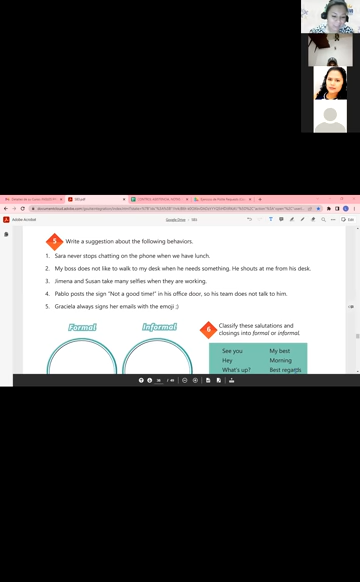 Adobe Acrobat
Google Drive
Edit
5 Write a suggestion about the following behaviors.
1. Sara never stops chatting on the phone when we have lunch.
2. My boss does not like to walk to my desk when he needs something. He shouts at me from his desk.
3. Jimena and Susan take many selfies when they are working.
4. Pablo posts the sign "Not a good time!" in his office door, so his team does not talk to him.
5. Graciela always signs her emails with the emoji ;)
Formal
Informal
6 Classify these salutations and
closings into formal or informal.
See you My best
Hey Morning
What's up? Best regards